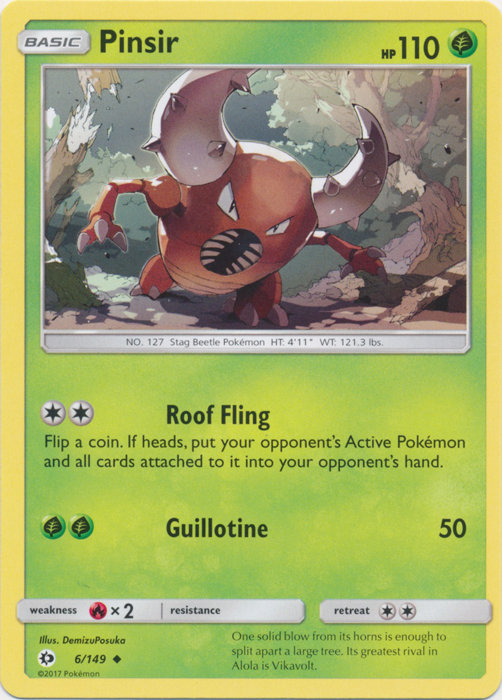 BASIC Pinsir HP 110
NO. 127 Stag Beetle Pokémon HT: 4'11" WT: 121.3 lbs.
Roof Fling
Flip a coin. If heads, put your opponent's Active Pokémon
and all cards attached to it into your opponent's hand.
Guillotine 50
weakness ×2 resistance retreat
Illus. DemizuPosuka
6/149
©2017 Pokémon
One solid blow from its horns is enough to
split apart a large tree. Its greatest rival in
Alola is Vikavolt.